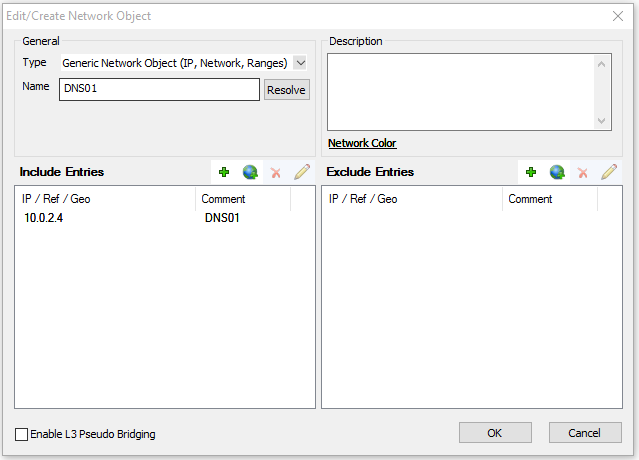 Edit/Create Network Object
General
Type Generic Network Object (IP, Network, Ranges)
Name DNS01 Resolve
Description
Network Color
Include Entries
IP / Ref / Geo Comment
10.0.2.4 DNS01
Exclude Entries
IP / Ref / Geo Comment
Enable L3 Pseudo Bridging
OK Cancel